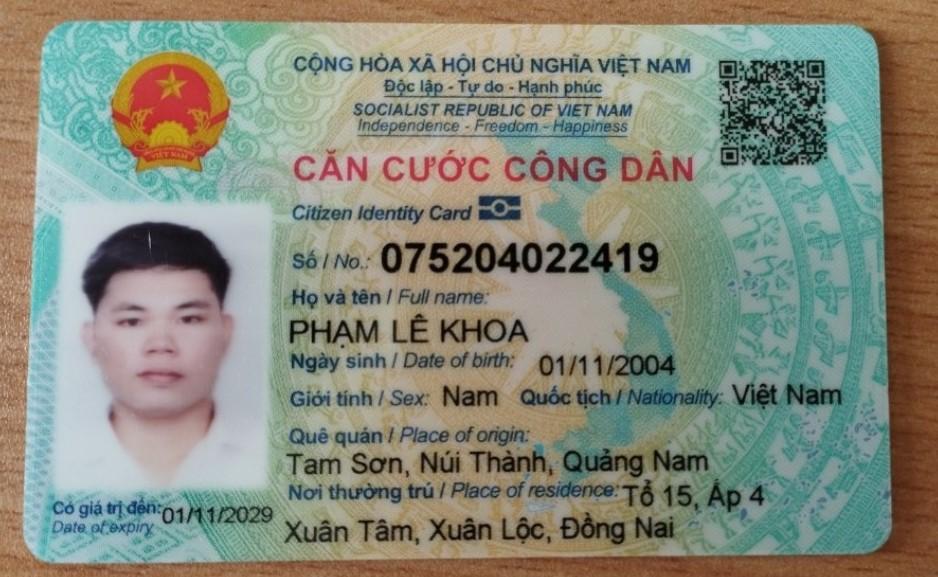 CỘNG HÒA XÃ HỘI CHỦ NGHĨA VIỆT NAM
Độc lập - Tự do - Hạnh phúc
SOCIALIST REPUBLIC OF VIET NAM
Independence - Freedom - Happiness
VIỆT NAM
CĂN CƯỚC CÔNG DÂN
Citizen Identity Card
Số / No.: 075204022419
Họ và tên / Full name:
PHẠM LÊ KHOA
Ngày sinh / Date of birth: 01/11/2004
Giới tính / Sex: Nam Quốc tịch / Nationality: Việt Nam
Quê quán / Place of origin:
Tam Sơn, Núi Thành, Quảng Nam
Nơi thường trú / Place of residence: Tổ 15, Ấp 4
Xuân Tâm, Xuân Lộc, Đồng Nai
Có giá trị đến: 01/11/2029
Date of expiry